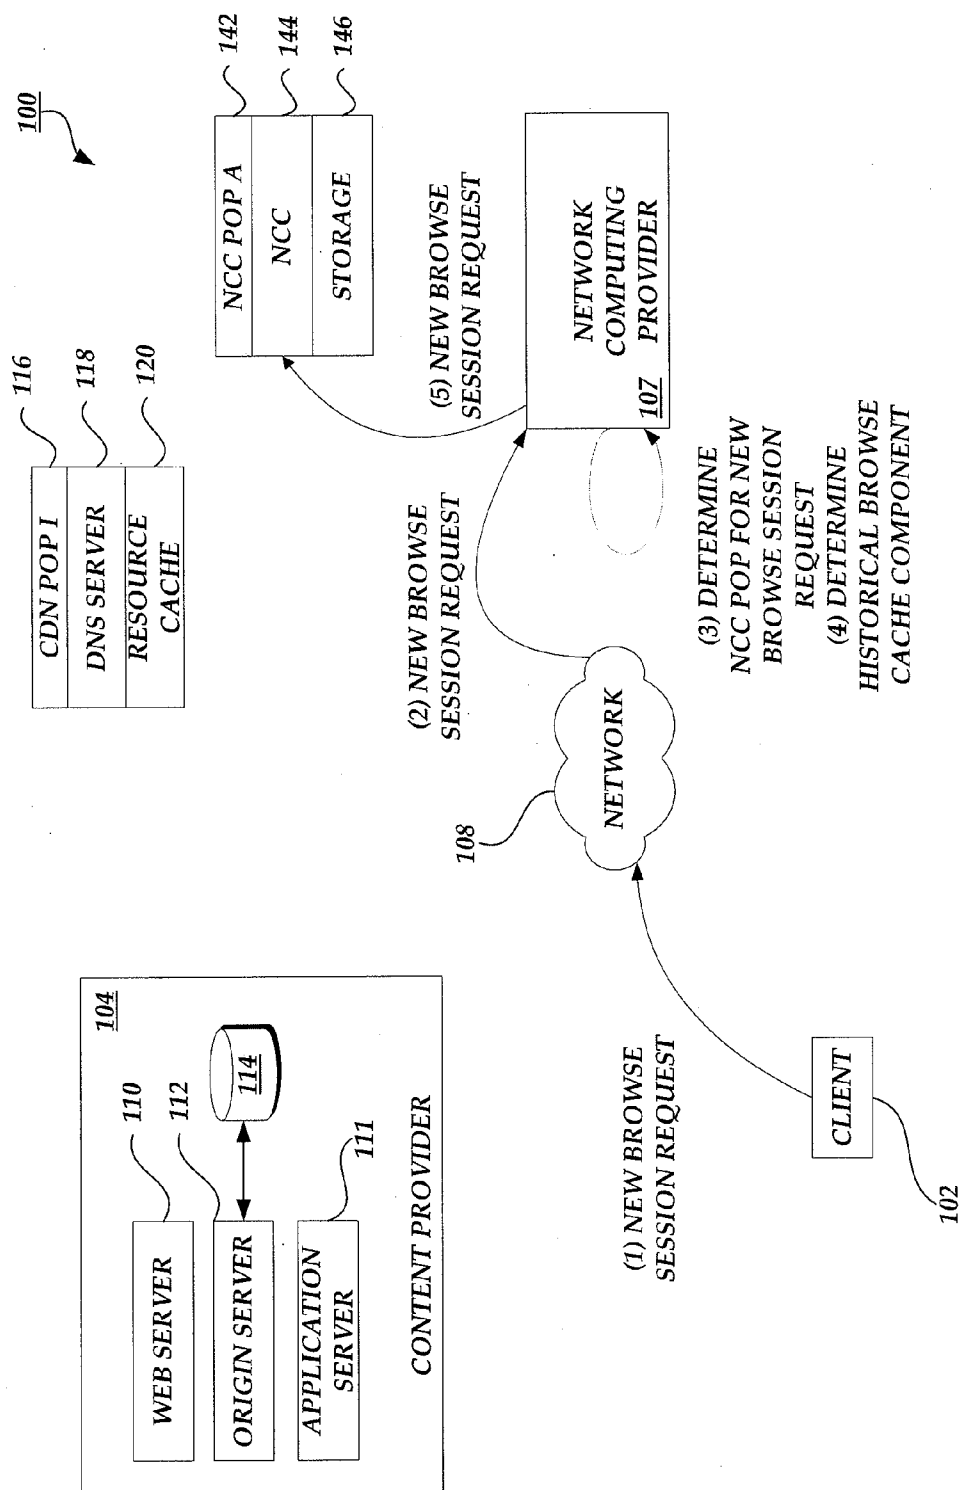 100
104
WEB SERVER
110
ORIGIN SERVER
112
114
APPLICATION
SERVER
111
CONTENT PROVIDER
CDN POP I
116
DNS SERVER
118
RESOURCE
CACHE
120
NCC POP A
142
NCC
144
STORAGE
146
(1) NEW BROWSE
SESSION REQUEST
CLIENT
102
NETWORK
108
(2) NEW BROWSE
SESSION REQUEST
(5) NEW BROWSE
SESSION REQUEST
NETWORK
COMPUTING
PROVIDER
107
(3) DETERMINE
NCC POP FOR NEW
BROWSE SESSION
REQUEST
(4) DETERMINE
HISTORICAL BROWSE
CACHE COMPONENT